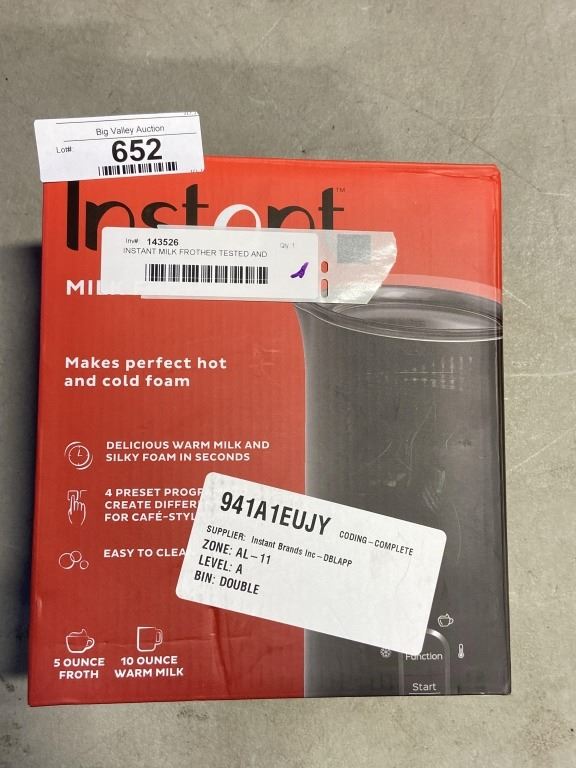 Big Valley Auction
Lot#: 652
Instant™
Inv#: 143526 Qty: 1
INSTANT MILK FROTHER TESTED AND
MIL
Makes perfect hot
and cold foam
DELICIOUS WARM MILK AND
SILKY FOAM IN SECONDS
4 PRESET PROG
CREATE DIFFER
FOR CAFÉ-STYL
EASY TO CLEA
941A1EUJY CODING-COMPLETE
SUPPLIER: Instant Brands Inc-DBLAPP
ZONE: AL-11
LEVEL: A
BIN: DOUBLE
5 OUNCE
FROTH
10 OUNCE
WARM MILK
Function
Start